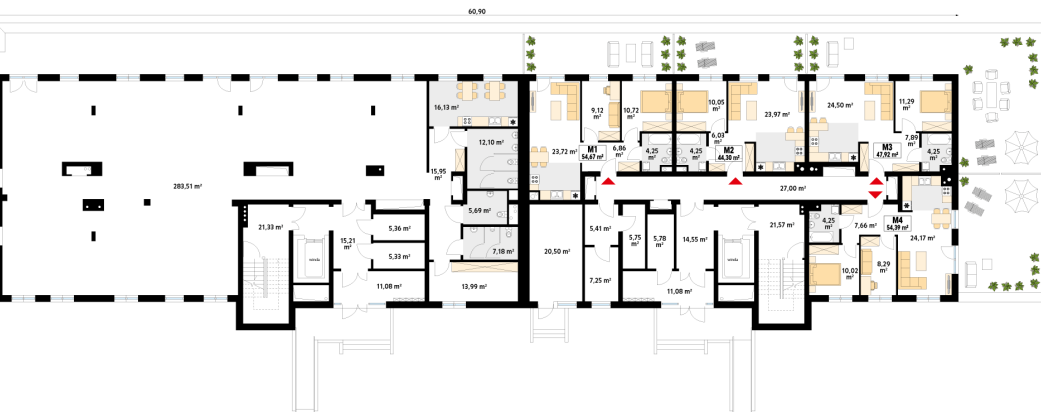 60,90
16,13 m²
9,12
m²
10,72
m²
10,05
m²
23,97 m²
24,50 m²
11,29
m²
12,10 m²
23,72 m²
M1
54,67 m²
6,86
m²
4,25
m²
4,25
m²
6,03
m²
M2
44,30 m²
M3
47,92 m²
7,89
m²
4,25
m²
15,95
m²
283,51 m²
27,00 m²
5,69 m²
21,33 m²
15,21
m²
5,36 m²
5,33 m²
7,18 m²
11,08 m²
13,99 m²
20,50 m²
5,41 m²
7,25 m²
5,75
m²
5,78
m²
14,55 m²
11,08 m²
21,57 m²
4,25
m²
7,66 m²
M4
54,39 m²
24,17 m²
10,02
m²
8,29
m²